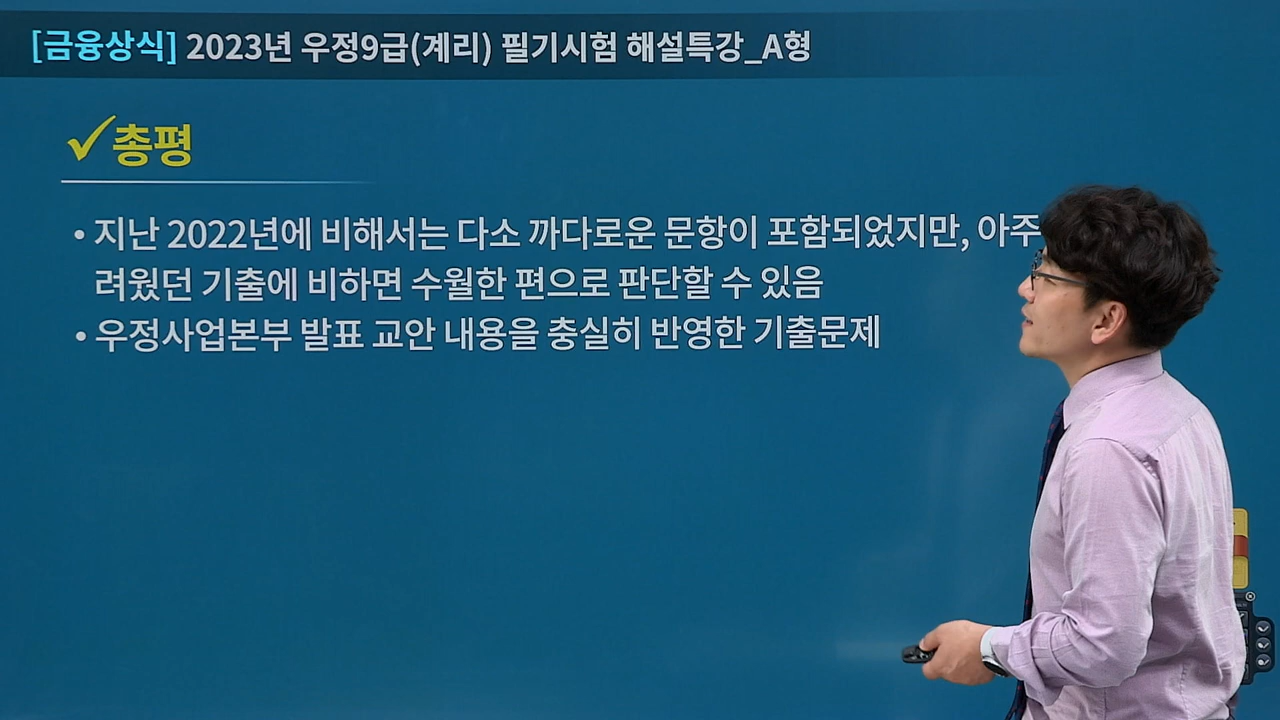 [금융상식] 2023년 우정9급(계리) 필기시험 해설특강_A형
✓총평
• 지난 2022년에 비해서는 다소 까다로운 문항이 포함되었지만, 아주
려웠던 기출에 비하면 수월한 편으로 판단할 수 있음
• 우정사업본부 발표 교안 내용을 충실히 반영한 기출문제